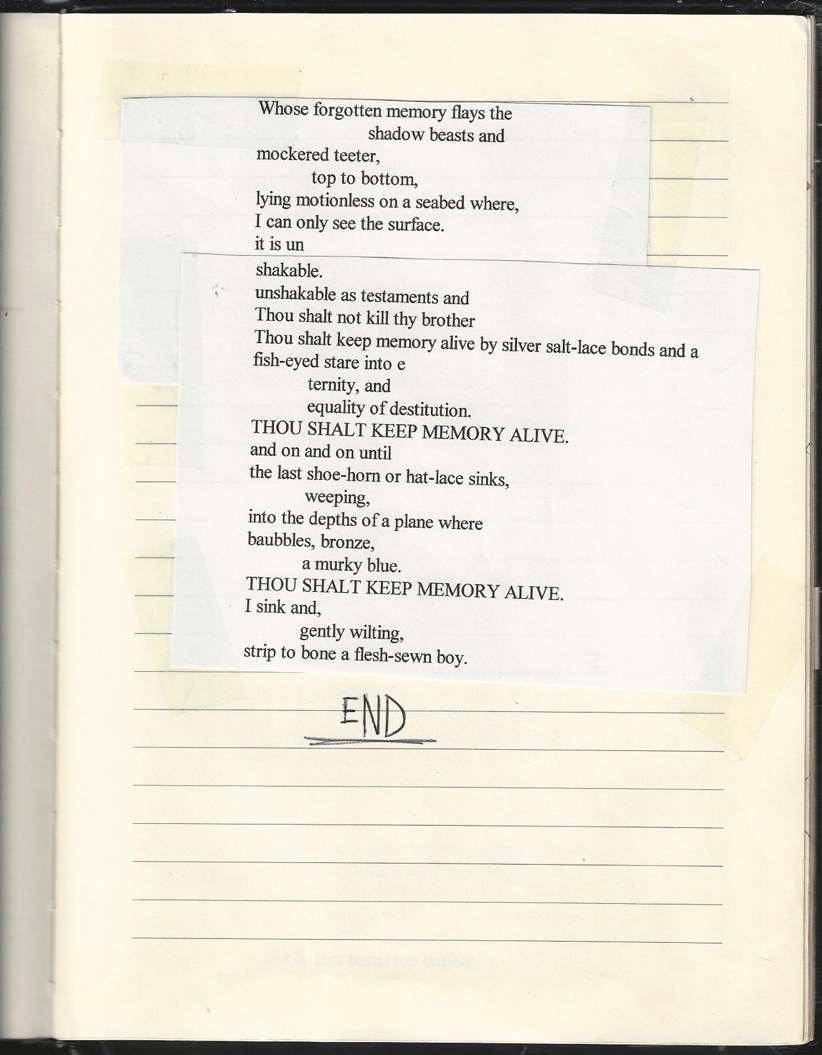 Whose forgotten memory flays the
shadow beasts and
mockered teeter,
top to bottom,
lying motionless on a seabed where,
I can only see the surface.
it is un
shakable.
unshakable as testaments and
Thou shalt not kill thy brother
Thou shalt keep memory alive by silver salt-lace bonds and a
fish-eyed stare into e
ternity, and
equality of destitution.
THOU SHALT KEEP MEMORY ALIVE.
and on and on until
the last shoe-horn or hat-lace sinks,
weeping,
into the depths of a plane where
baubbles, bronze,
a murky blue.
THOU SHALT KEEP MEMORY ALIVE.
I sink and,
gently wilting,
strip to bone a flesh-sewn boy.
END